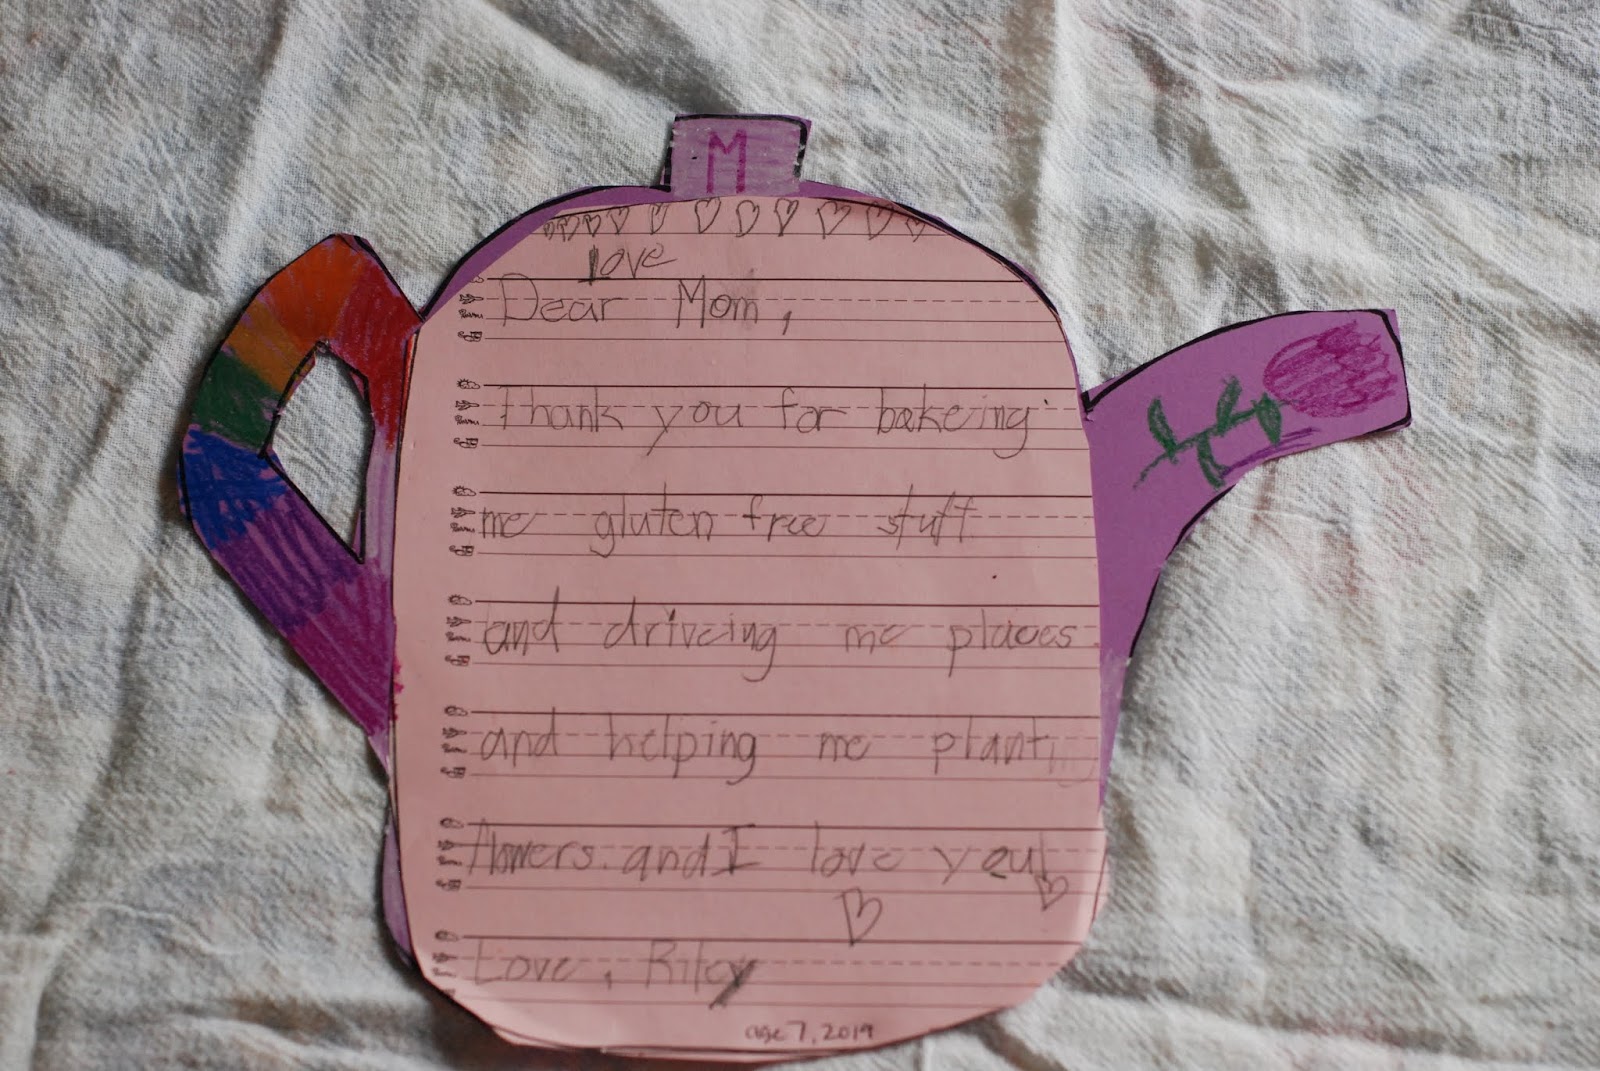 M
Love
Dear Mom,
Thank you for bakeing
me gluten free stuff
and driveing me places.
and helping me planting
flowers. and I love you!
Love, Riley
age 7, 2019